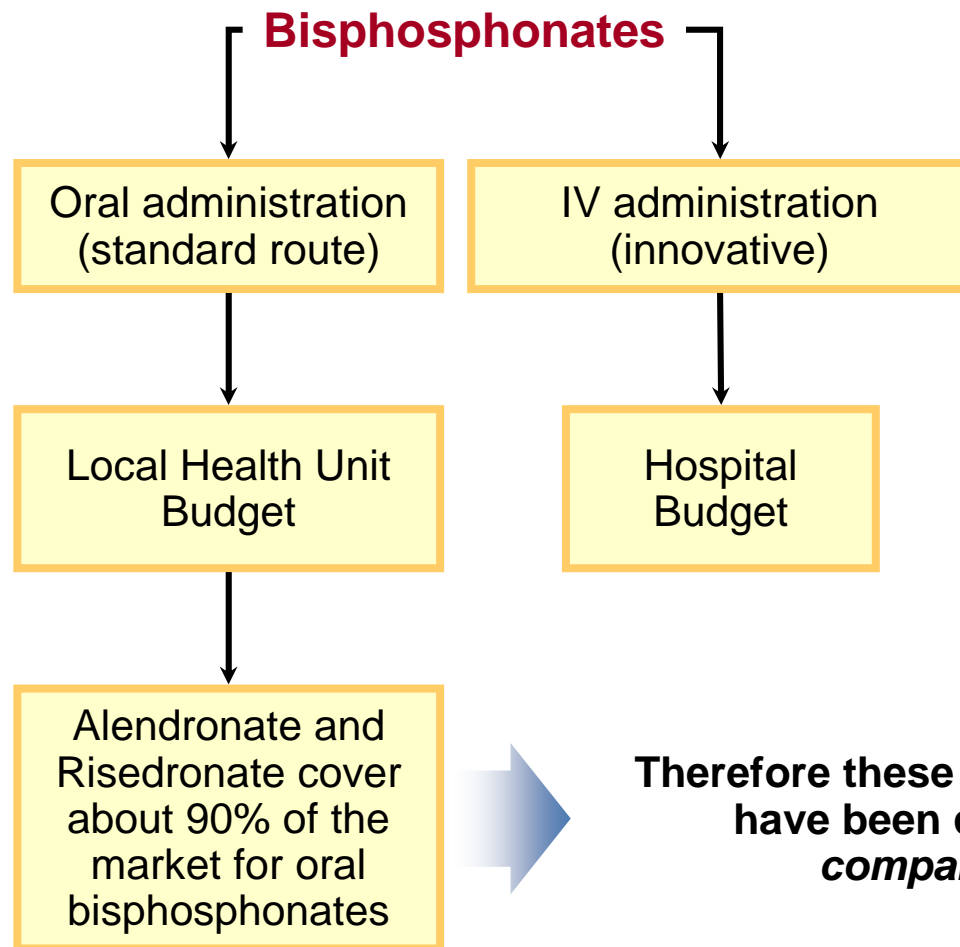 Bisphosphonates
Oral administration
(standard route)
IV administration
(innovative)
Local Health Unit
Budget
Hospital
Budget
Alendronate and
Risedronate cover
about 90% of the
market for oral
bisphosphonates
Therefore these
have been